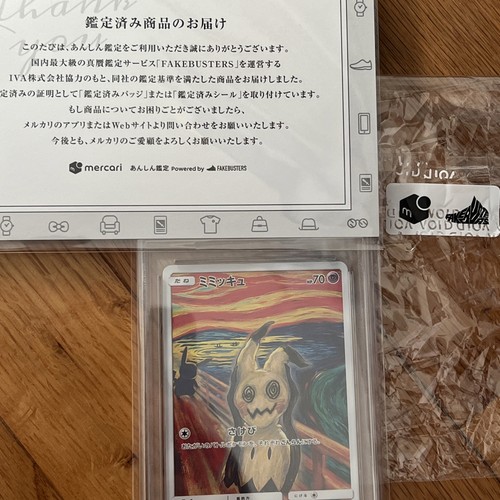 Thank
you
鑑定済み商品のお届け
このたびは、あんしん鑑定をご利用いただき誠にありがとうございます。
国内最大級の真贋鑑定サービ「FAKEBUSTERS」を運営する
IVA株式会社協力のもと、同社の鑑定基準を満たした商品をお届けしました。
定済みの証明として「鑑定済みバッジ」または「鑑定済みシール」を取り付けています。
もし商品についてお困りごとがございましたら、
メルカリのアプリまたはWebサイトより問い合わせをお願いいたします。
今後とも、メルカリのご愛顧をよろしくお願いいたします。
mercari あんしん鑑定 Powered by FAKEBUSTERS
VOID
VOID
たね ミミッキュ HP70
さけび